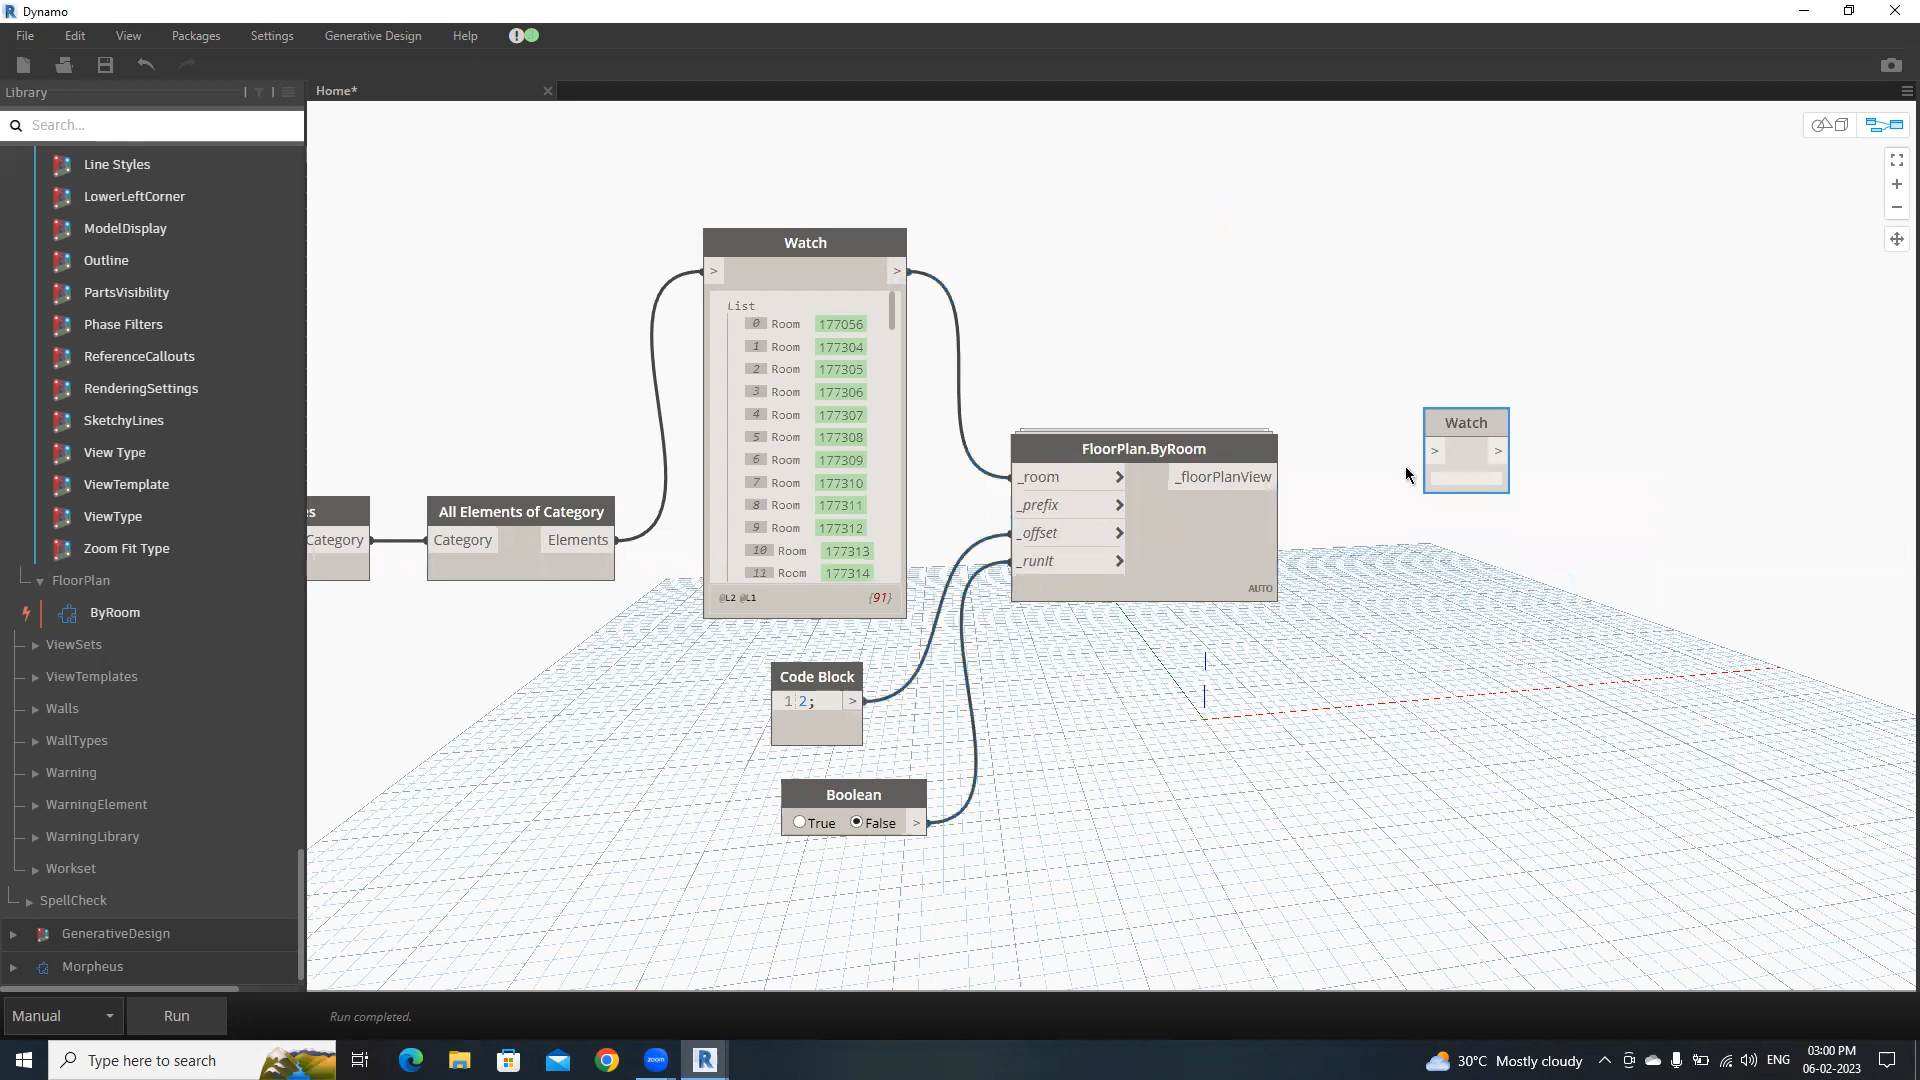 Dynamo
File Edit View Packages Settings Generative Design Help
Library
Home*
Search...
Line Styles
LowerLeftCorner
ModelDisplay
Outline
PartsVisibility
Phase Filters
ReferenceCallouts
RenderingSettings
SketchyLines
View Type
ViewTemplate
ViewType
Zoom Fit Type
FloorPlan
ByRoom
ViewSets
ViewTemplates
Walls
WallTypes
Warning
WarningElement
WarningLibrary
Workset
SpellCheck
GenerativeDesign
Morpheus
Category
All Elements of Category
Category Elements
Watch
> >
List
0 Room 177056
1 Room 177304
2 Room 177305
3 Room 177306
4 Room 177307
5 Room 177308
6 Room 177309
7 Room 177310
8 Room 177311
9 Room 177312
10 Room 177313
11 Room 177314
@L2 @L1 {91}
Code Block
1 2; >
Boolean
True False >
FloorPlan.ByRoom
_room _floorPlanView
_prefix
_offset
_runIt
AUTO
Watch
> >
Manual Run Run completed.
Type here to search
zoom
30°C Mostly cloudy
ENG
03:00 PM
06-02-2023